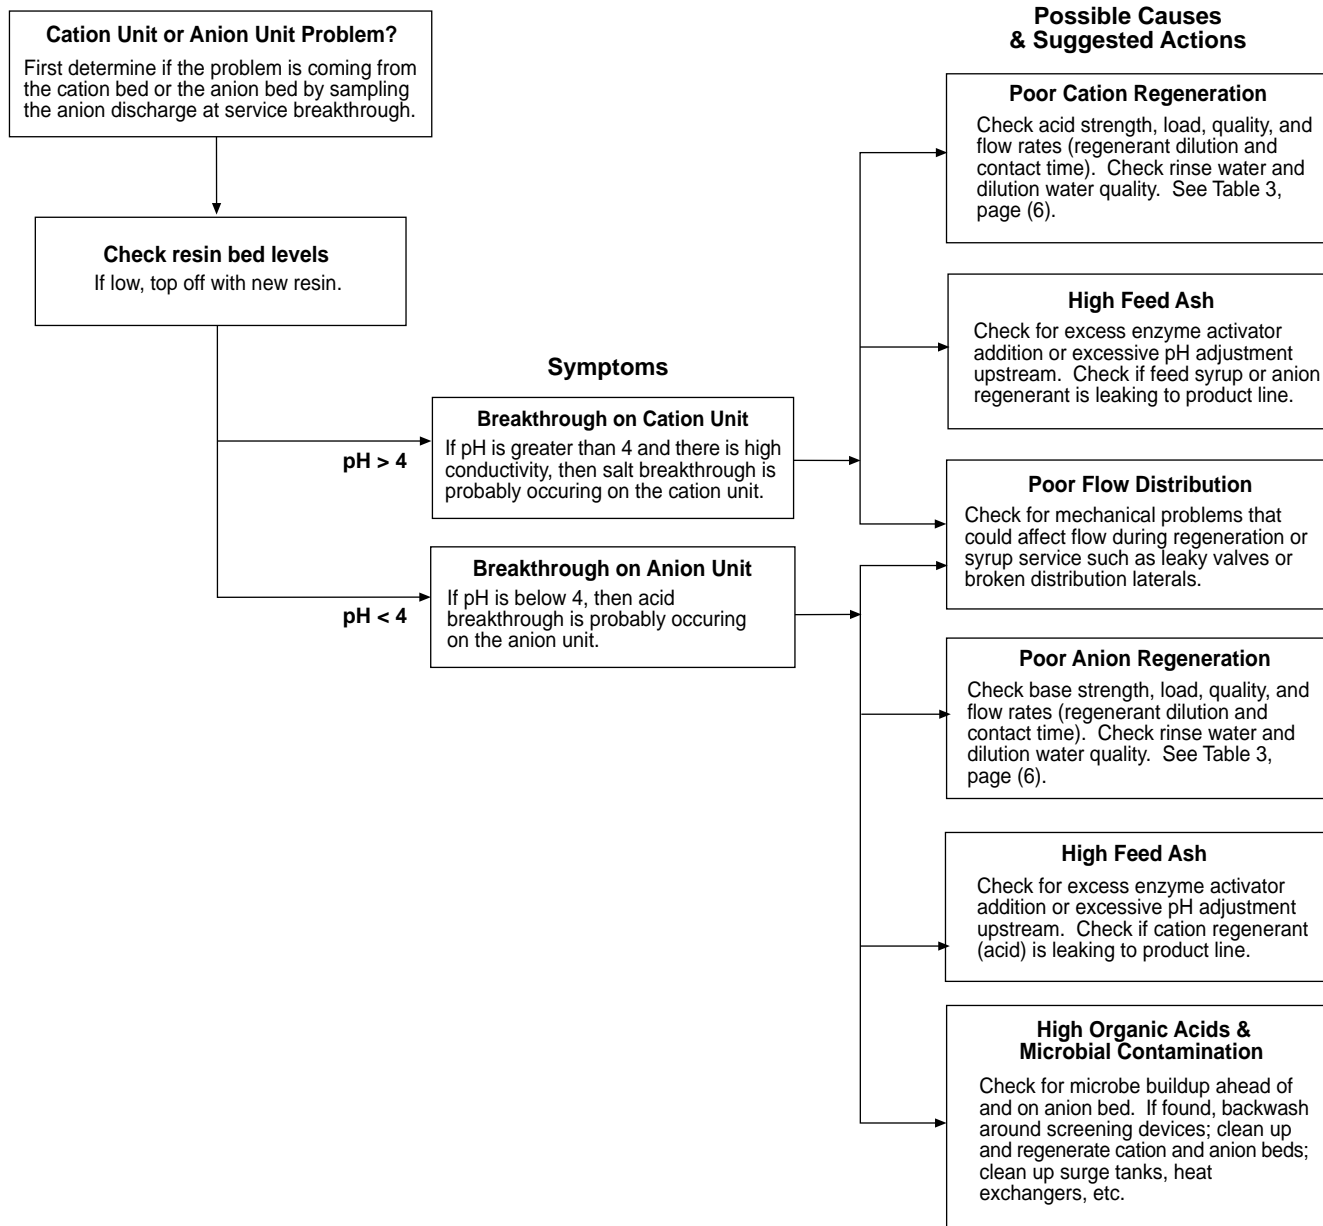 Cation Unit or Anion Unit Problem?
First determine if the problem is coming from
the cation bed or the anion bed by sampling
the anion discharge at service breakthrough.
Check resin bed levels
If low, top off with new resin.
pH > 4
pH < 4
Symptoms
Breakthrough on Cation Unit
If pH is greater than 4 and there is high
conductivity, then salt breakthrough is
probably occuring on the cation unit.
Breakthrough on Anion Unit
If pH is below 4, then acid
breakthrough is probably occuring
on the anion unit.
Possible Causes
& Suggested Actions
Poor Cation Regeneration
Check acid strength, load, quality, and
flow rates (regenerant dilution and
contact time).  Check rinse water and
dilution water quality.  See Table 3,
page (6).
High Feed Ash
Check for excess enzyme activator
addition or excessive pH adjustment
upstream.  Check if feed syrup or anion
regenerant is leaking to product line.
Poor Flow Distribution
Check for mechanical problems that
could affect flow during regeneration or
syrup service such as leaky valves or
broken distribution laterals.
Poor Anion Regeneration
Check base strength, load, quality, and
flow rates (regenerant dilution and
contact time).  Check rinse water and
dilution water quality.  See Table 3,
page (6).
High Feed Ash
Check for excess enzyme activator
addition or excessive pH adjustment
upstream.  Check if cation regenerant
(acid) is leaking to product line.
High Organic Acids &
Microbial Contamination
Check for microbe buildup ahead of
and on anion bed.  If found, backwash
around screening devices; clean up
and regenerate cation and anion beds;
clean up surge tanks, heat
exchangers, etc.